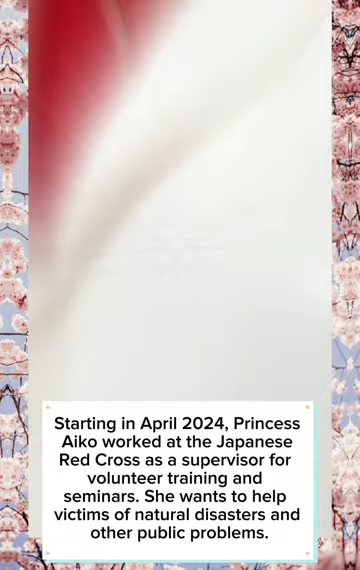 Starting in April 2024, Princess
Aiko worked at the Japanese
Red Cross as a supervisor for
volunteer training and
seminars. She wants to help
victims of natural disasters and
other public problems.